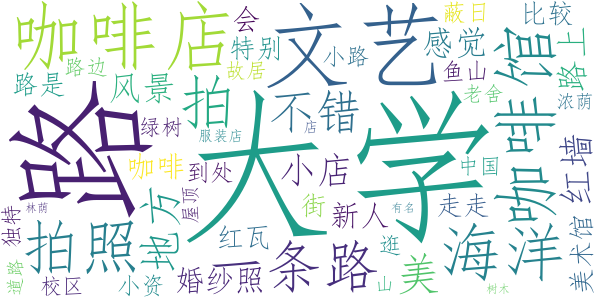 咖啡店
会
文艺
蔽日
比较
路边
特别
小路
感觉
馆
路是
风景
故居
鱼山
上
路
拍
不错
大学
老舍
浓荫
绿树
服装店
店
咖啡
咖啡
到处
小店
中国
红墙
路
独特
林荫
地方
屋顶
街
新人
有名
走走
拍照
红瓦
逛
海洋
美术馆
道路
校区
小资
婚纱照
条路
山
美
树木